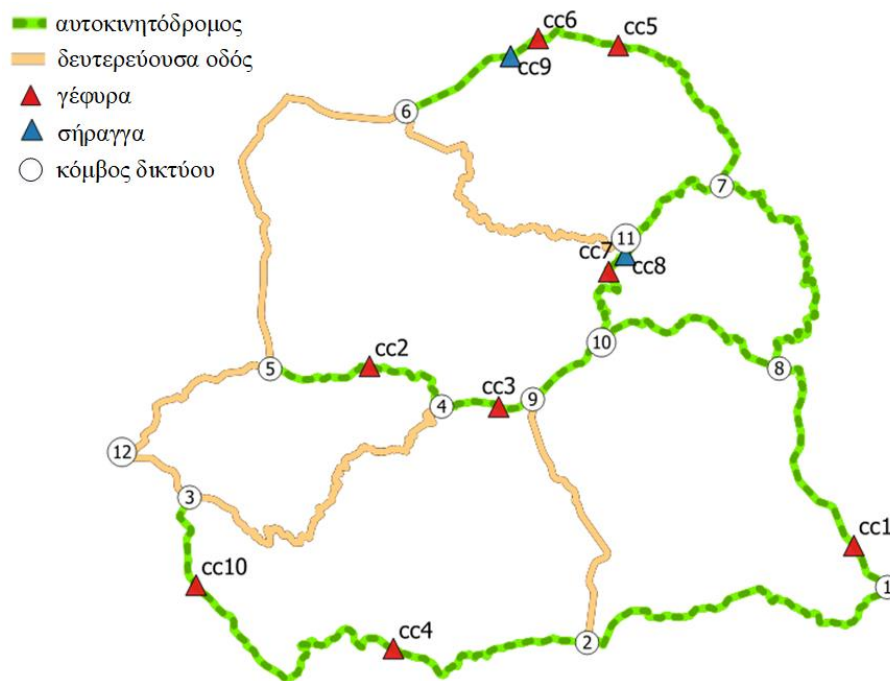 αυτοκινητόδρομος
δευτερεύουσα οδός
γέφυρα
σήραγγα
κόμβος δικτύου
cc6
cc5
cc9
6
7
11
cc7
cc8
10
cc2
5
8
4
cc3
9
12
3
cc1
cc10
1
cc4
2